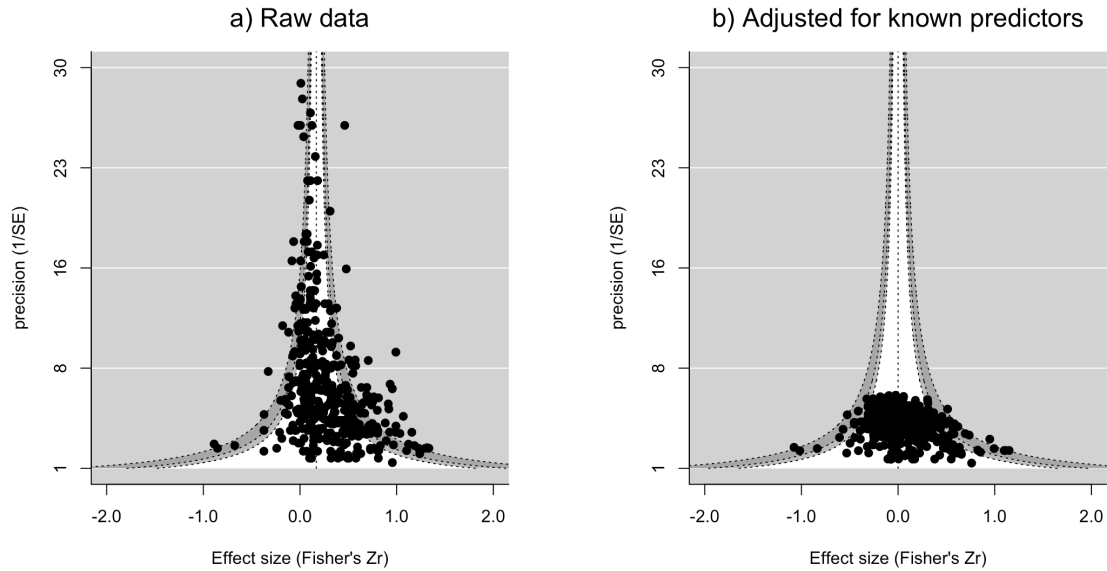 a) Raw data
30
23
16
8
1
precision (1/SE)
-2.0 -1.0 0.0 1.0 2.0
Effect size (Fisher's Zr)
b) Adjusted for known predictors
30
23
16
8
1
precision (1/SE)
-2.0 -1.0 0.0 1.0 2.0
Effect size (Fisher's Zr)